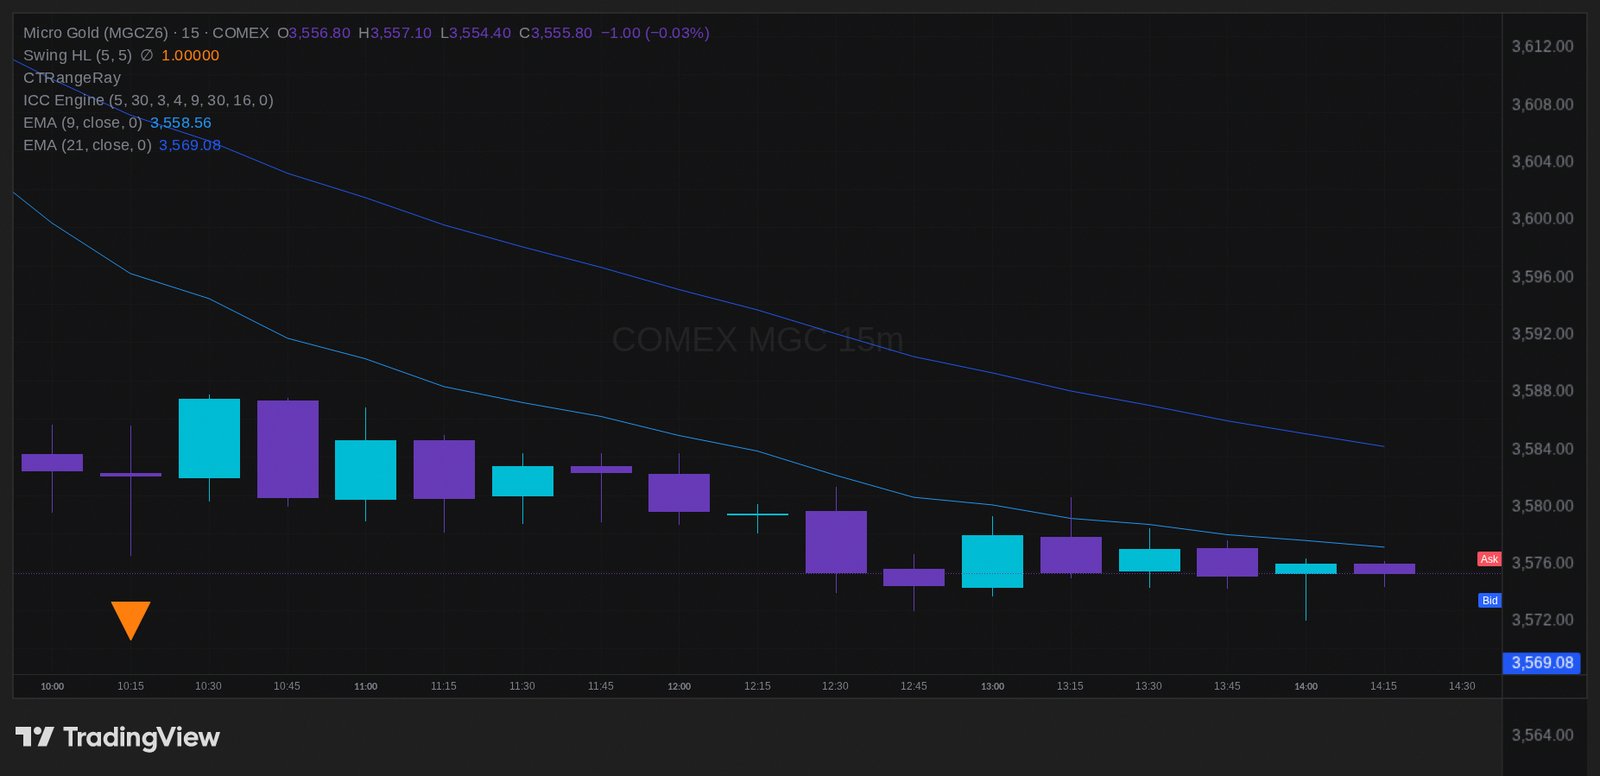 Micro Gold (MGCZ6) · 15 · COMEX O3,556.80 H3,557.10 L3,554.40 C3,555.80 −1.00 (−0.03%)
Swing HL (5, 5) ∅ 1.00000
CTRangeRay
ICC Engine (5, 30, 3, 4, 9, 30, 16, 0)
EMA (9, close, 0) 3,558.56
EMA (21, close, 0) 3,569.08
COMEX MGC 15m
3,612.00
3,608.00
3,604.00
3,600.00
3,596.00
3,592.00
3,588.00
3,584.00
3,580.00
Ask
3,576.00
Bid
3,572.00
3,569.08
3,564.00
10:00 10:15 10:30 10:45 11:00 11:15 11:30 11:45 12:00 12:15 12:30 12:45 13:00 13:15 13:30 13:45 14:00 14:15 14:30
TradingView